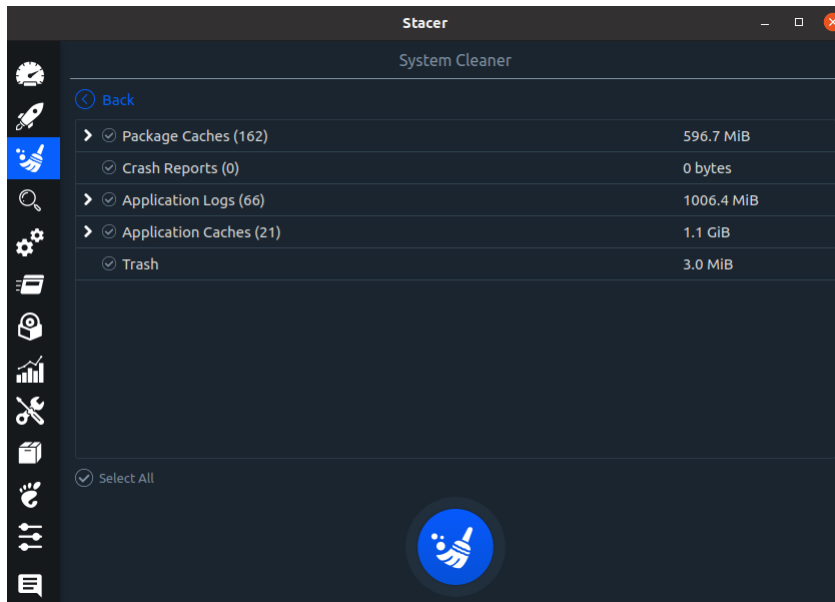 Stacer
System Cleaner
Back
Package Caches (162) 596.7 MiB
Crash Reports (0) 0 bytes
Application Logs (66) 1006.4 MiB
Application Caches (21) 1.1 GiB
Trash 3.0 MiB
Select All